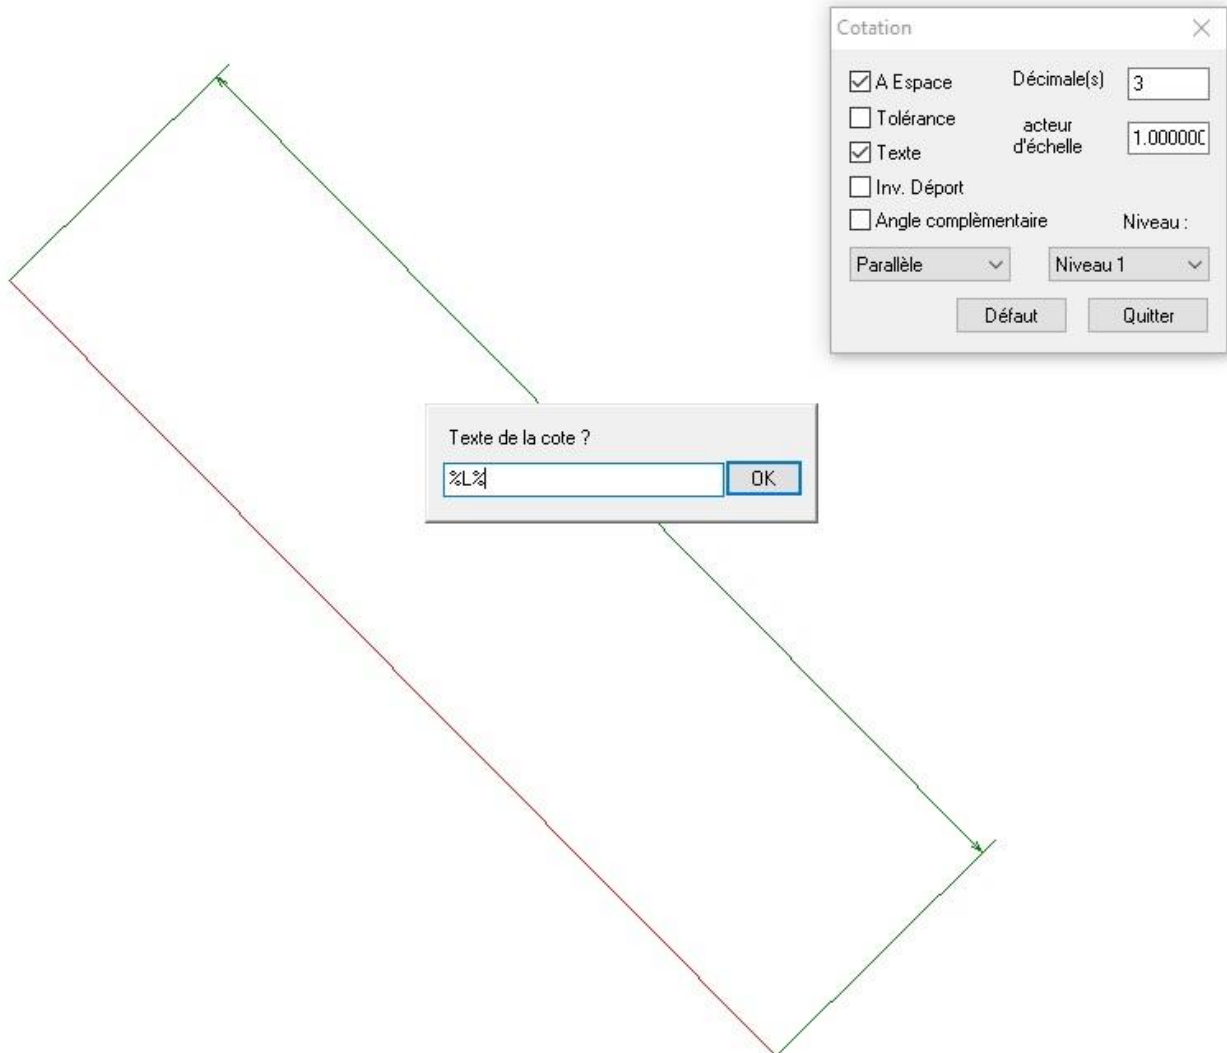 Cotation
A Espace
Décimale(s)
3
Tolérance
acteur
d'échelle
1.000000
Texte
Inv. Déport
Angle complèmentaire
Niveau :
Parallèle
Niveau 1
Défaut
Quitter
Texte de la cote ?
%L%
OK